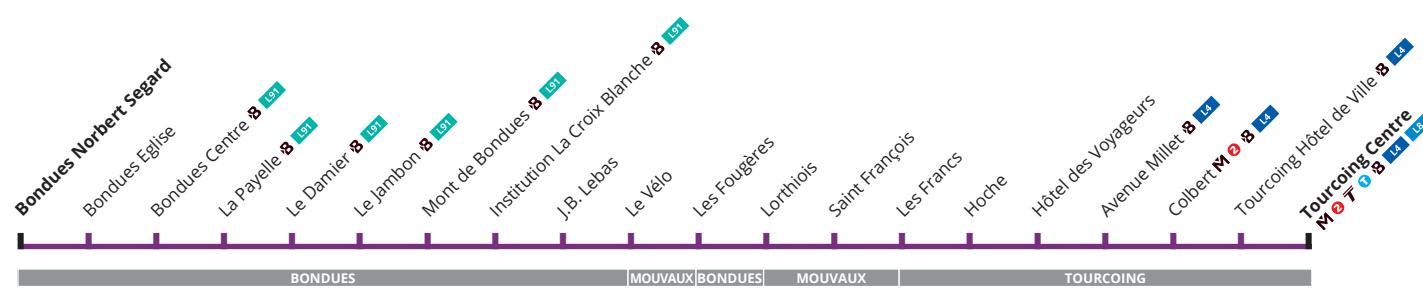 Bondues Norbert Segard
Bondues Eglise
Bondues Centre B L91
La Payelle B L91
Le Damier B L91
Le Jambon B L91
Mont de Bondues B L91
Institution La Croix Blanche B L91
J.B. Lebas
Le Vélo
Les Fougères
Lorthiois
Saint François
Les Francs
Hoche
Hôtel des Voyageurs
Avenue Millet B L4
Colbert M 2 B L4
Tourcoing Hôtel de Ville B L4
Tourcoing Centre
M 2 T T B L4
BONDUES
MOUVAUX
BONDUES
MOUVAUX
TOURCOING